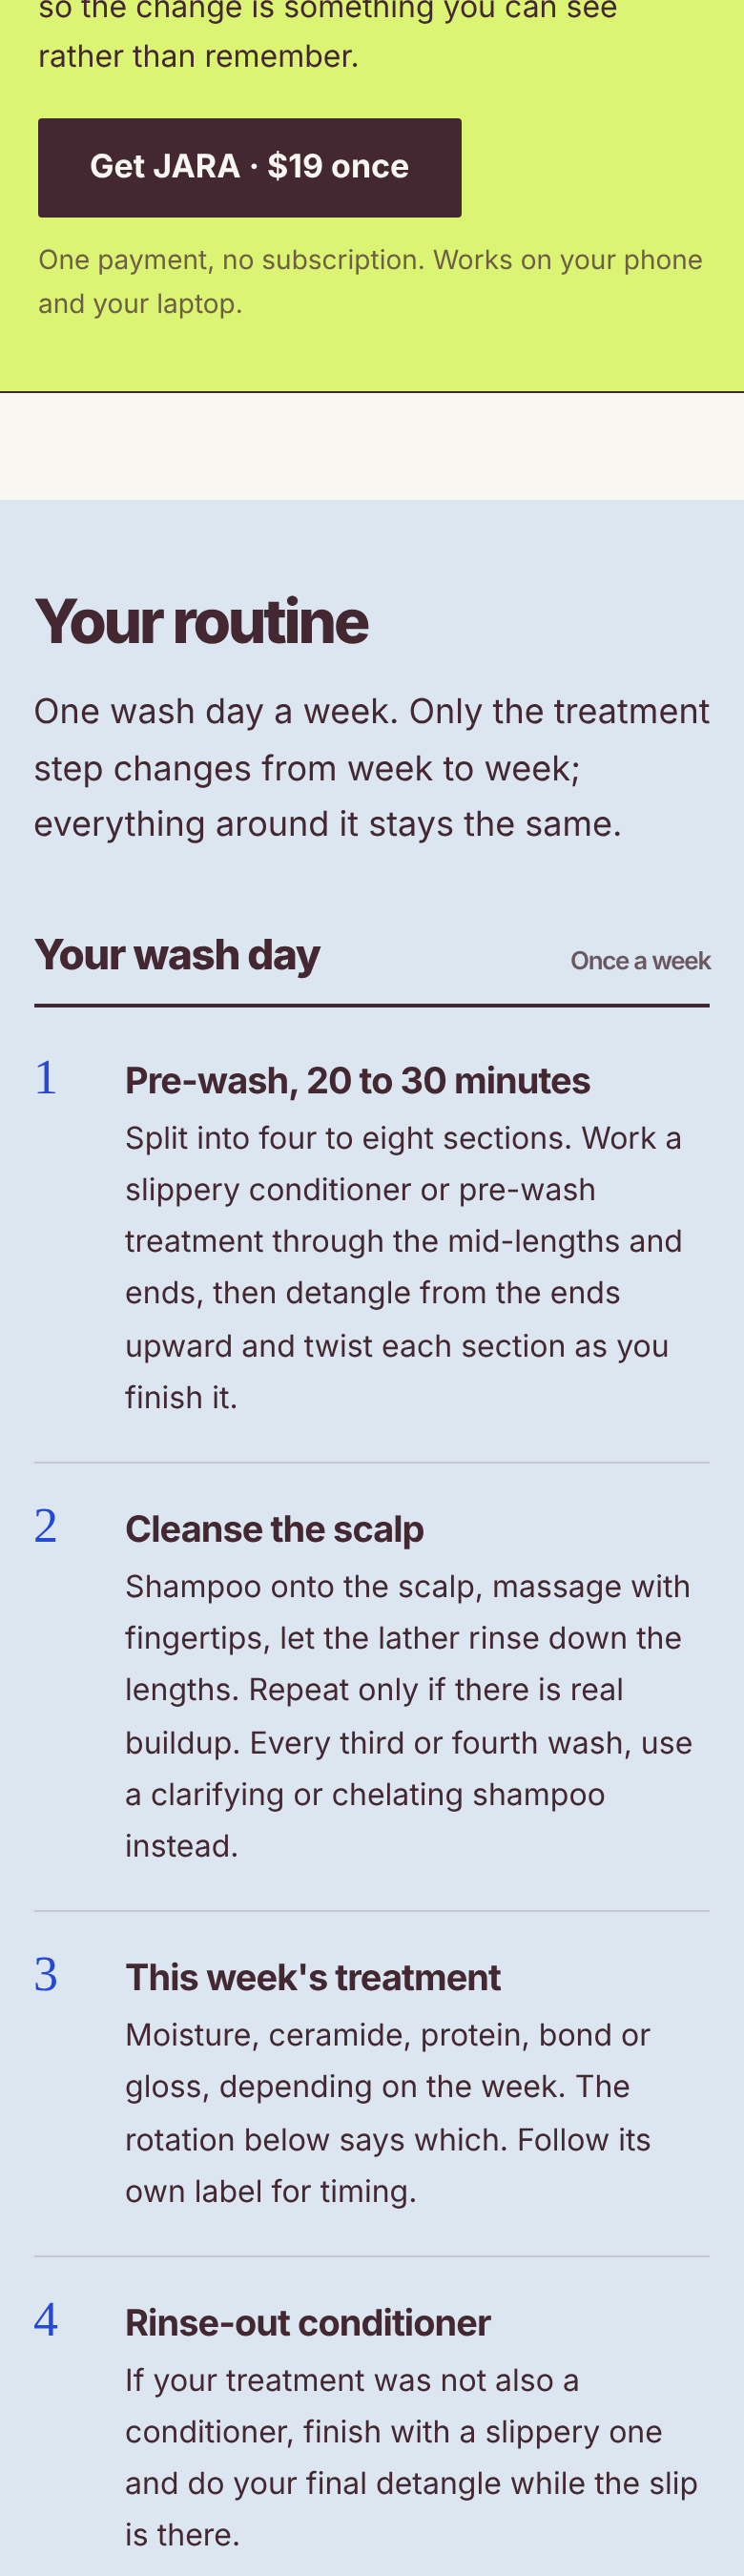 so the change is something you can see
rather than remember.
Get JARA · $19 once
One payment, no subscription. Works on your phone
and your laptop.
Your routine
One wash day a week. Only the treatment
step changes from week to week;
everything around it stays the same.
Your wash day
Once a week
1
Pre-wash, 20 to 30 minutes
Split into four to eight sections. Work a
slippery conditioner or pre-wash
treatment through the mid-lengths and
ends, then detangle from the ends
upward and twist each section as you
finish it.
2
Cleanse the scalp
Shampoo onto the scalp, massage with
fingertips, let the lather rinse down the
lengths. Repeat only if there is real
buildup. Every third or fourth wash, use
a clarifying or chelating shampoo
instead.
3
This week's treatment
Moisture, ceramide, protein, bond or
gloss, depending on the week. The
rotation below says which. Follow its
own label for timing.
4
Rinse-out conditioner
If your treatment was not also a
conditioner, finish with a slippery one
and do your final detangle while the slip
is there.